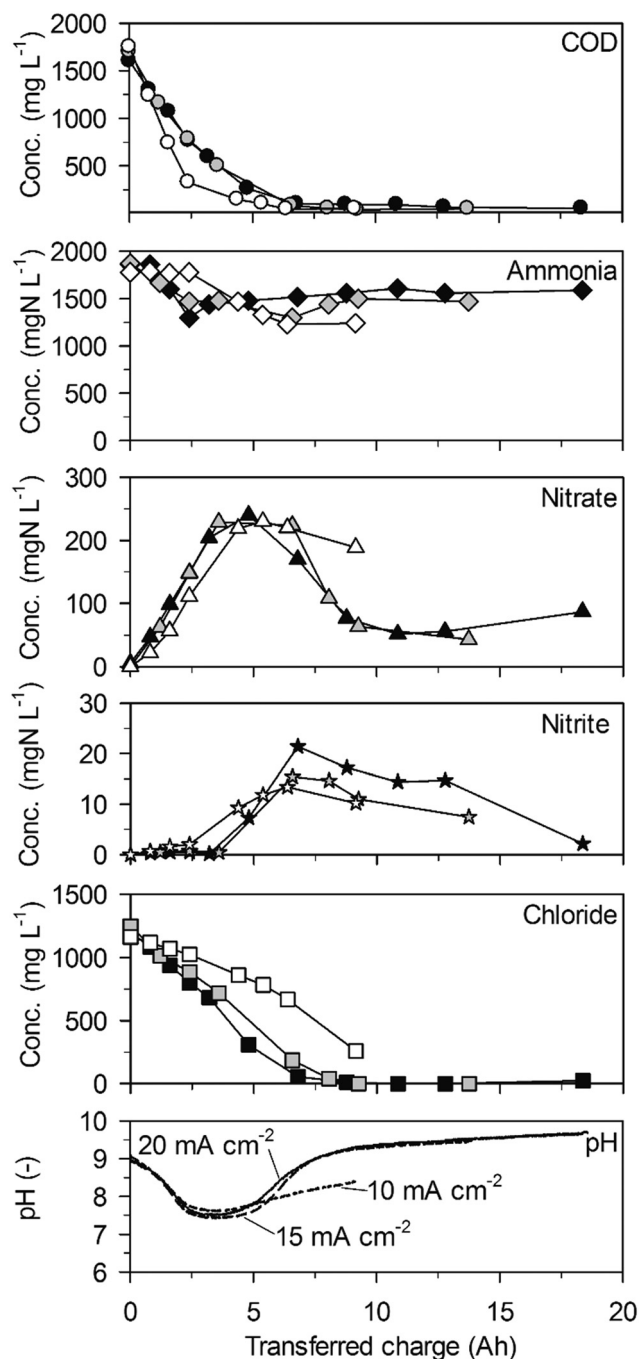 2000
COD
1500
1000
500
Conc. (mg L⁻¹)
2000
Ammonia
1500
1000
500
0
Conc. (mgN L⁻¹)
300
Nitrate
200
100
0
Conc. (mgN L⁻¹)
30
Nitrite
20
10
0
Conc. (mgN L⁻¹)
1500
Chloride
1000
500
0
Conc. (mg L⁻¹)
10
pH
9
8
7
6
pH (-)
20 mA cm⁻²
10 mA cm⁻²
15 mA cm⁻²
0 5 10 15 20
Transferred charge (Ah)